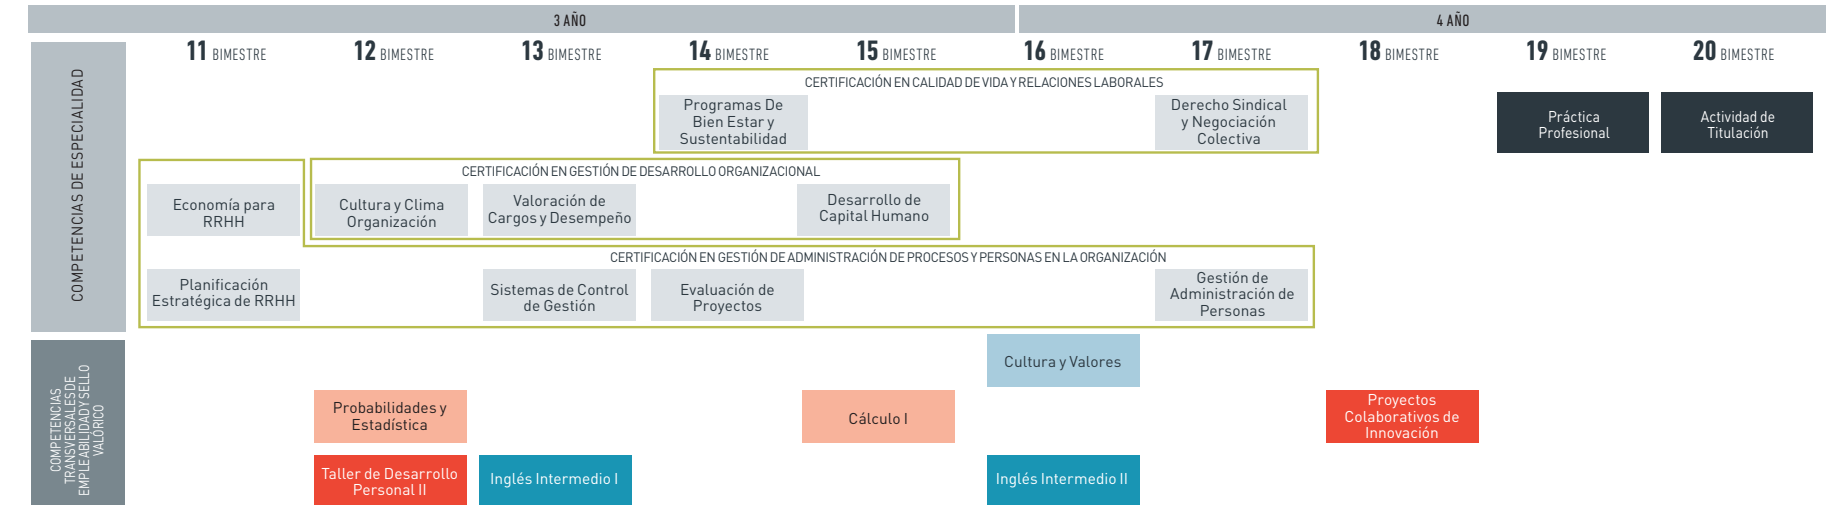 3 AÑO
4 AÑO
11 BIMESTRE
12 BIMESTRE
13 BIMESTRE
14 BIMESTRE
15 BIMESTRE
16 BIMESTRE
17 BIMESTRE
18 BIMESTRE
19 BIMESTRE
20 BIMESTRE
COMPETENCIAS DE ESPECIALIDAD
CERTIFICACIÓN EN CALIDAD DE VIDA Y RELACIONES LABORALES
Programas De
Bien Estar y
Sustentabilidad
Derecho Sindical
y Negociación
Colectiva
Práctica
Profesional
Actividad de
Titulación
CERTIFICACIÓN EN GESTIÓN DE DESARROLLO ORGANIZACIONAL
Economía para
RRHH
Cultura y Clima
Organización
Valoración de
Cargos y Desempeño
Desarrollo de
Capital Humano
CERTIFICACIÓN EN GESTIÓN DE ADMINISTRACIÓN DE PROCESOS Y PERSONAS EN LA ORGANIZACIÓN
Planificación
Estratégica de RRHH
Sistemas de Control
de Gestión
Evaluación de
Proyectos
Gestión de
Administración de
Personas
COMPETENCIAS
TRANSVERSALES DE
EMPLEABILIDAD Y SELLO
VALÓRICO
Cultura y Valores
Probabilidades y
Estadística
Cálculo I
Proyectos
Colaborativos de
Innovación
Taller de Desarrollo
Personal II
Inglés Intermedio I
Inglés Intermedio II